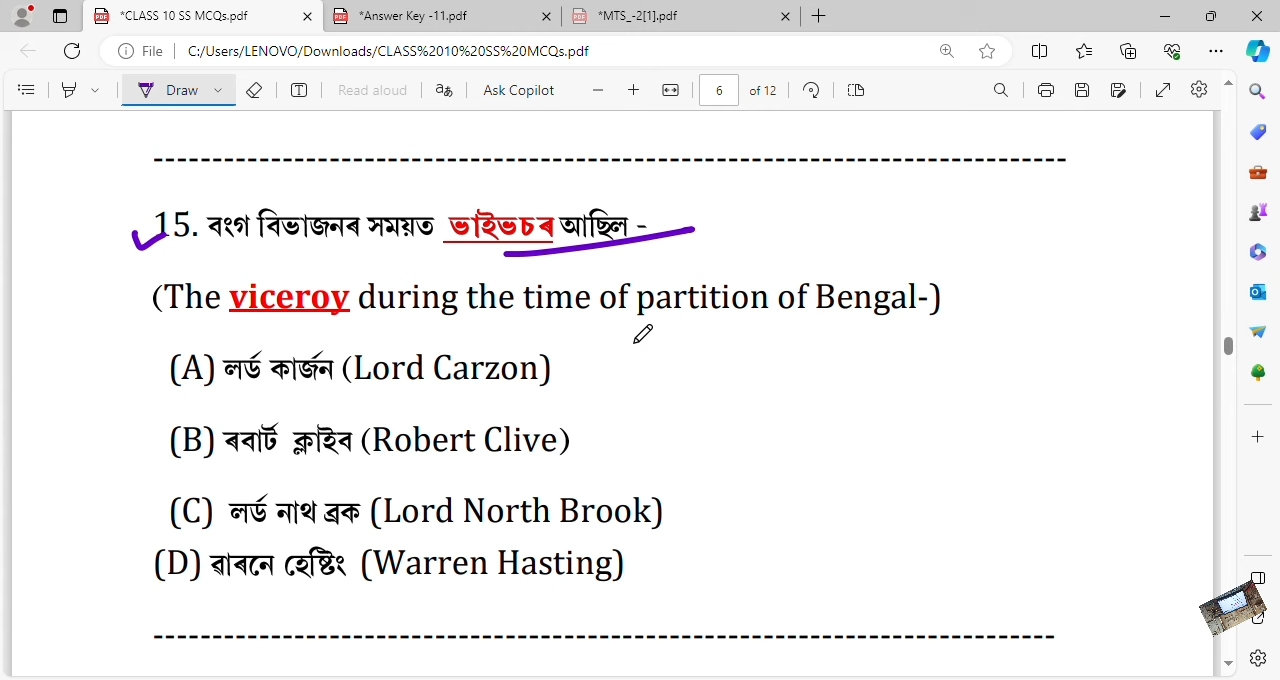 *CLASS 10 SS MCQs.pdf
*Answer Key -11.pdf
*MTS_-2[1].pdf
File
C:/Users/LENOVO/Downloads/CLASS%2010%20SS%20MCQs.pdf
Draw
Read aloud
Ask Copilot
6 of 12
15. বংগ বিভাজনৰ সময়ত ভাইভচৰ আছিল -
(The viceroy during the time of partition of Bengal-)
(A) লৰ্ড কাৰ্জন (Lord Carzon)
(B) ৰবাৰ্ট ক্লাইব (Robert Clive)
(C) লৰ্ড নাথ ব্ৰক (Lord North Brook)
(D) ৱাৰনে হেষ্টিং (Warren Hasting)